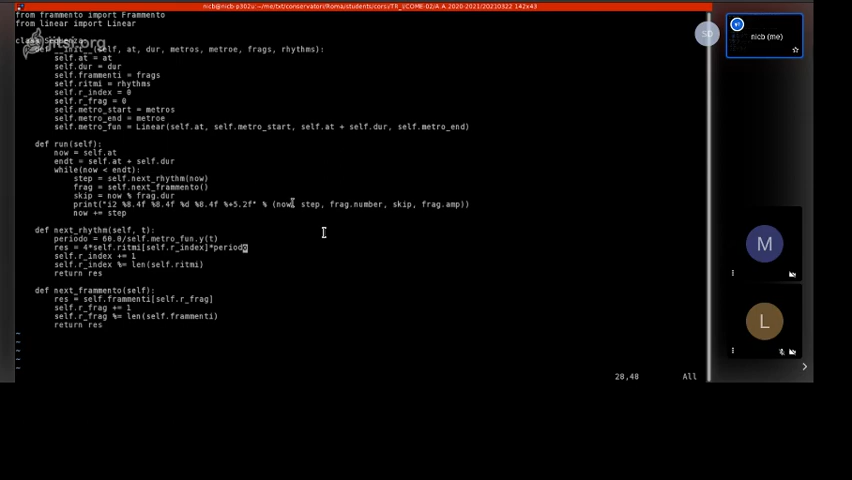 nicb@nicb-p302u: ~/me/txt/conservatori/Roma/students/corsi/TR_I/COME-02/A.A.2020-2021/20210322 142x43
from frammento import Frammento
from linear import Linear
jitsi.org
class Sequenza:
def __init__(self, at, dur, metros, metroe, frags, rhythms):
self.at = at
self.dur = dur
self.frammenti = frags
self.ritmi = rhythms
self.r_index = 0
self.r_frag = 0
self.metro_start = metros
self.metro_end = metroe
self.metro_fun = Linear(self.at, self.metro_start, self.at + self.dur, self.metro_end)
def run(self):
now = self.at
endt = self.at + self.dur
while(now < endt):
step = self.next_rhythm(now)
frag = self.next_frammento()
skip = now % frag.dur
print("i2 %8.4f %8.4f %d %8.4f %+5.2f" % (now, step, frag.number, skip, frag.amp))
now += step
def next_rhythm(self, t):
periodo = 60.0/self.metro_fun.y(t)
res = 4*self.ritmi[self.r_index]*periodo
self.r_index += 1
self.r_index %= len(self.ritmi)
return res
def next_frammento(self):
res = self.frammenti[self.r_frag]
self.r_frag += 1
self.r_frag %= len(self.frammenti)
return res
~
~
~
~
~
28,48 All
SD
nicb (me)
M
L